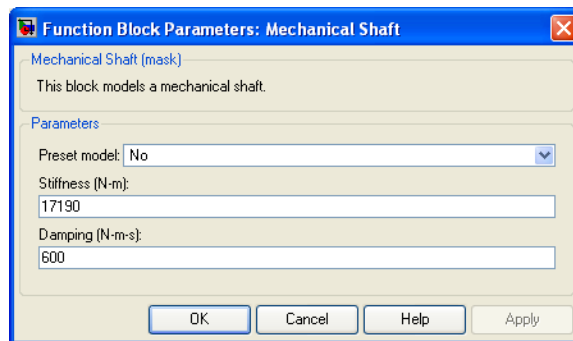 Function Block Parameters: Mechanical Shaft
Mechanical Shaft (mask)
This block models a mechanical shaft.
Parameters
Preset model: No
Stiffness (N-m):
17190
Damping (N-m-s):
600
OK Cancel Help Apply